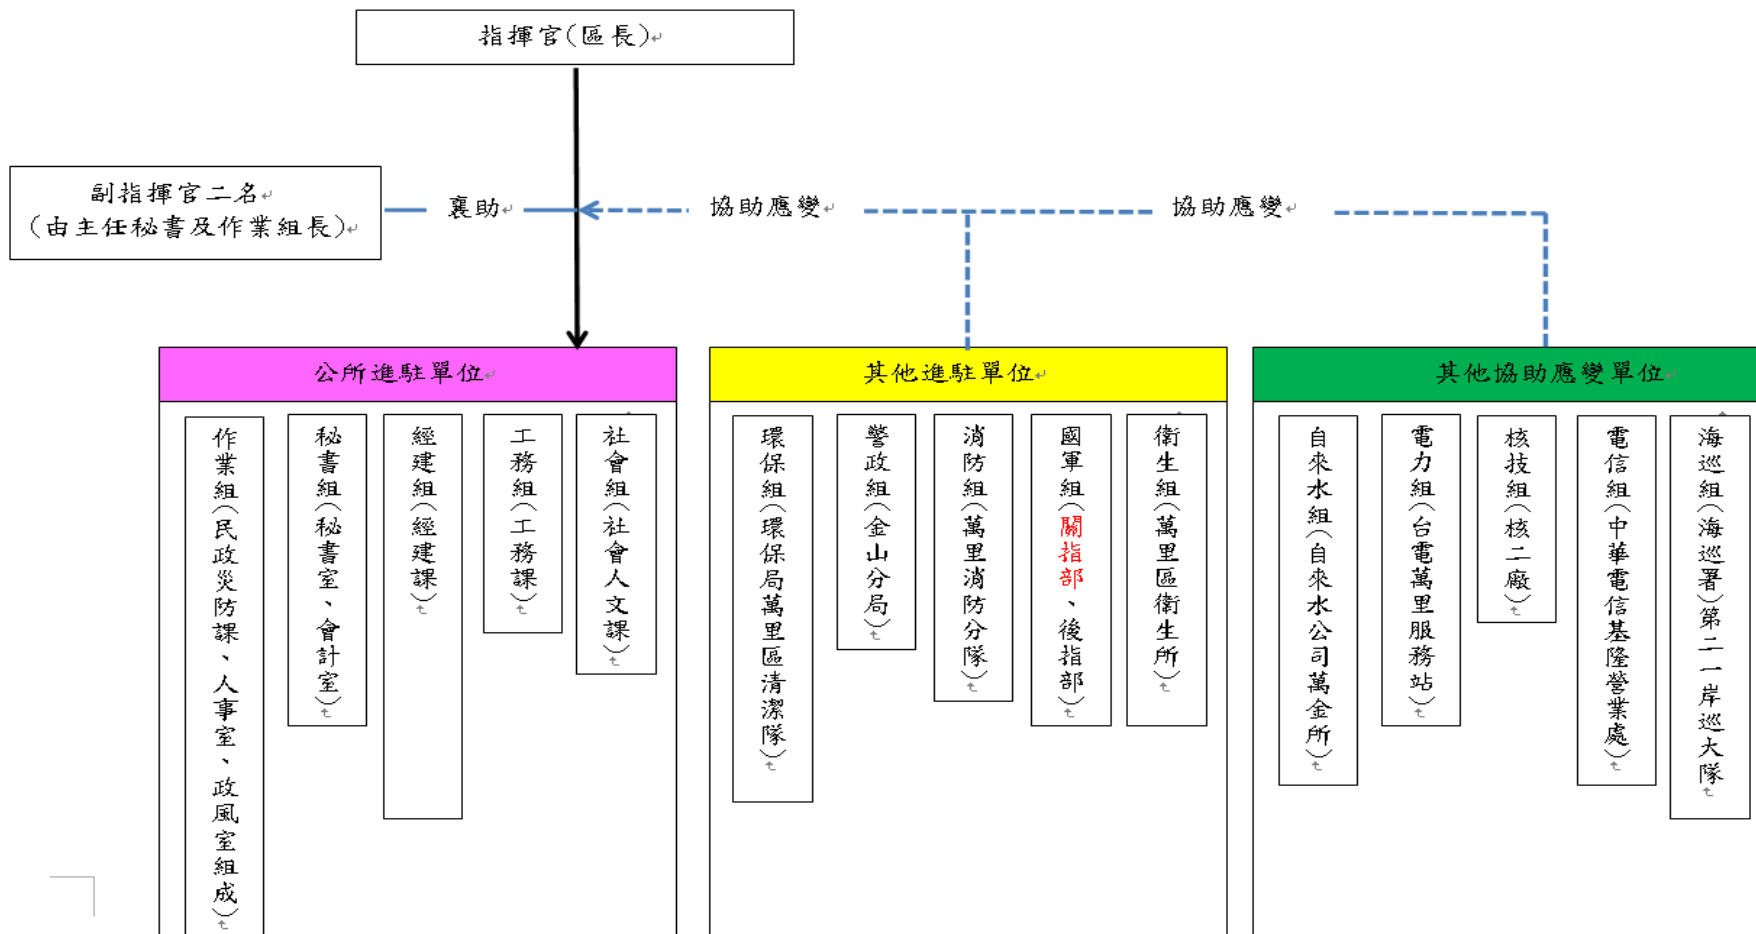 指揮官(區長)
副指揮官二名
(由主任秘書及作業組長)
襄助
協助應變
協助應變
公所進駐單位
作業組(民政災防課、人事室、政風室組成)
秘書組(秘書室、會計室)
經建組(經建課)
工務組(工務課)
社會組(社會人文課)
其他進駐單位
環保組(環保局萬里區清潔隊)
警政組(金山分局)
消防組(萬里消防分隊)
國軍組(關指部、後指部)
衛生組(萬里區衛生所)
其他協助應變單位
自來水組(自來水公司萬金所)
電力組(台電萬里服務站)
核技組(核二廠)
電信組(中華電信基隆營業處)
海巡組(海巡署)第二一岸巡大隊